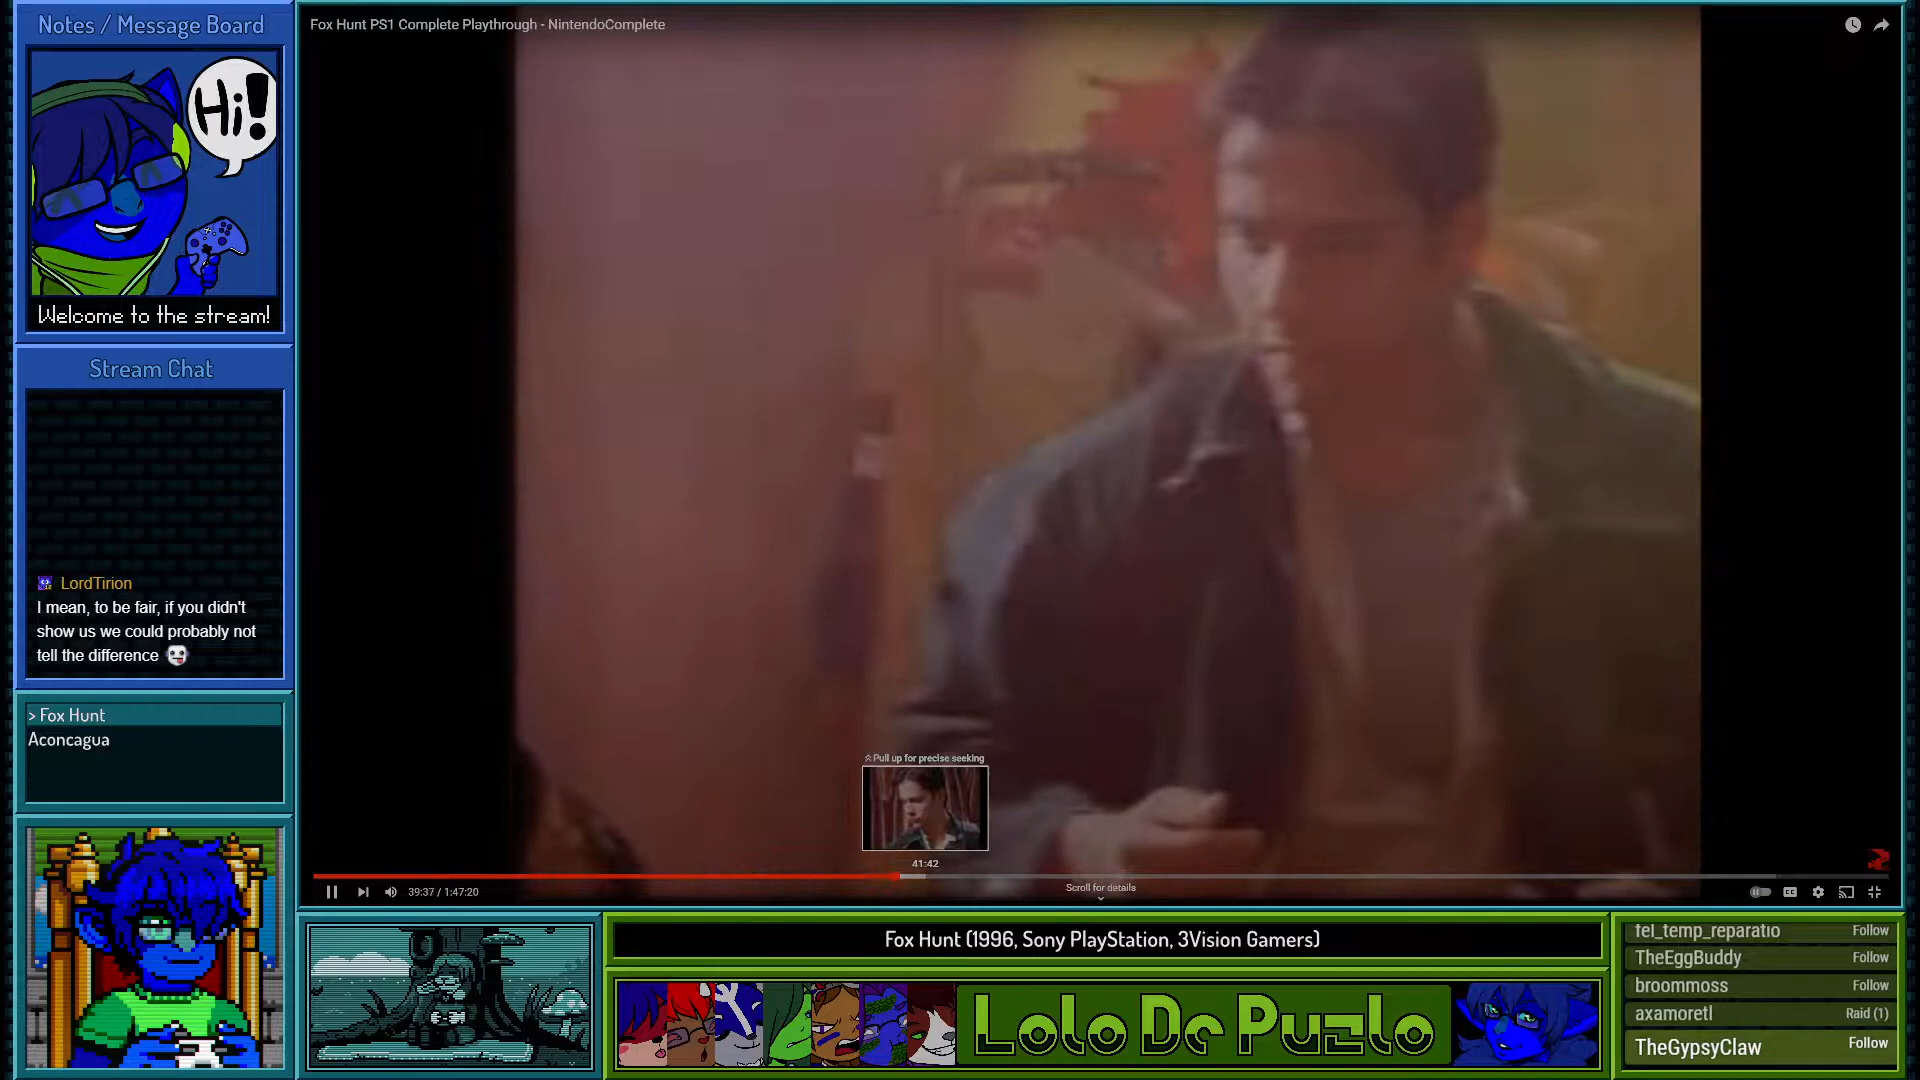 Notes / Message Board
Hi!
Welcome to the stream!
Stream Chat
LordTirion
I mean, to be fair, if you didn't
show us we could probably not
tell the difference
> Fox Hunt
Aconcagua
Fox Hunt PS1 Complete Playthrough - NintendoComplete
Pull up for precise seeking
41:42
39:37 / 1:47:20
Scroll for details
CC
Fox Hunt (1996, Sony PlayStation, 3Vision Gamers)
Lolo De Puzlo
fel_temp_reparatio Follow
TheEggBuddy Follow
broommoss Follow
axamoretl Raid (1)
TheGypsyClaw Follow